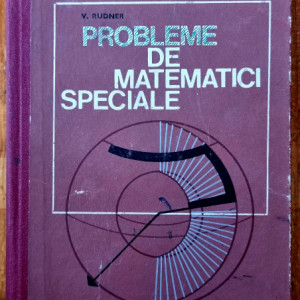 V. RUDNER
PROBLEME
DE
MATEMATICI
SPECIALE